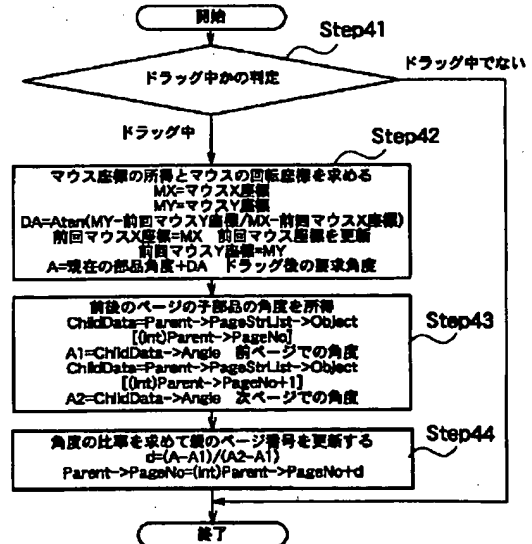 開始
Step41
ドラッグ中かの判定
ドラッグ中でない
ドラッグ中
Step42
マウス座標の所得とマウスの回転座標を求める
MX=マウスX座標
MY=マウスY座標
DA=Atan(MY-前回マウスY座標/MX-前回マウスX座標)
前回マウスX座標=MX 前回マウス座標を更新
前回マウスY座標=MY
A=現在の部品角度+DA ドラッグ後の要求角度
前後のページの子部品の角度を所得
ChildData=Parent->PageStrList->Object
[(int)Parent->PageNo]
A1=ChildData->Angle 前ページでの角度
ChildData=Parent->PageStrList->Object
[(int)Parent->PageNo+1]
A2=ChildData->Angle 次ページでの角度
Step43
角度の比率を求めて親のページ番号を更新する
d=(A-A1)/(A2-A1)
Parent->PageNo=(int)Parent->PageNo+d
Step44
終了